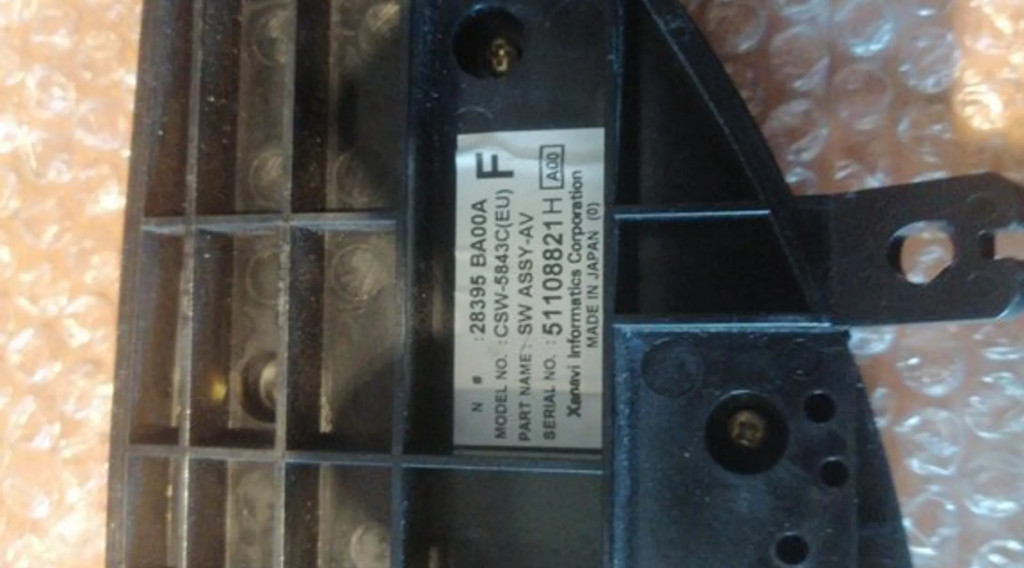 N # : 28395 BA00A F
MODEL NO. : CSW-5843C(EU)
PART NAME : SW ASSY-AV
SERIAL NO. : 51108821H A00
Xanavi Informatics Corporation
MADE IN JAPAN (0)